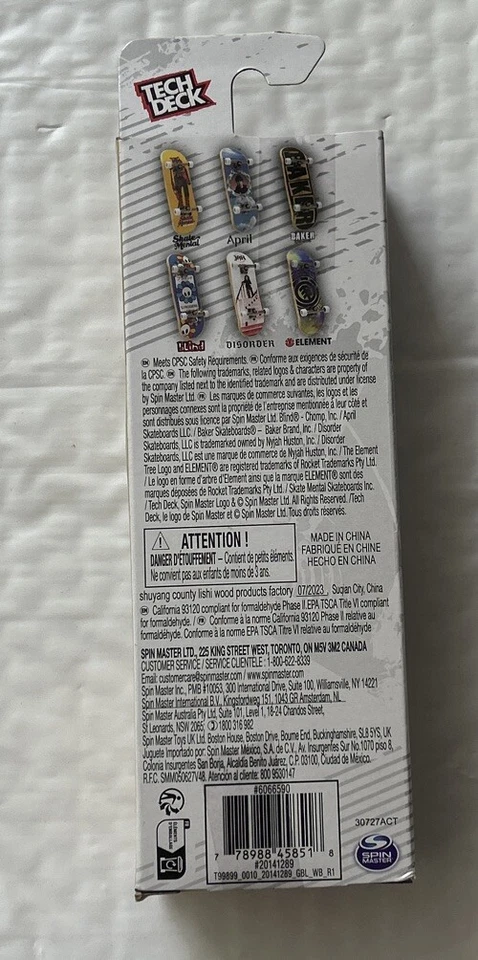 TECH
DECK
Skate
Mental
April
BAKER
BAKER
Blind
DISORDER
ELEMENT
EN Meets CPSC Safety Requirements. FR Conforme aux exigences de sécurité de
la CPSC. EN The following trademarks, related logos & characters are property of
the company listed next to the identified trademark and are distributed under license
by Spin Master Ltd. FR Les marques de commerce suivantes, les logos et les
personnages connexes sont la propriété de l'entreprise mentionnée à leur côté et
sont distribués sous licence par Spin Master Ltd. Blind® - Chomp, Inc. / April
Skateboards LLC. / Baker Skateboards® – Baker Brand, Inc. / Disorder
Skateboards, LLC is trademarked owned by Nyjah Huston, Inc. / Disorder
Skateboards, LLC est une marque de commerce de Nyjah Huston, Inc. / The Element
Tree Logo and ELEMENT® are registered trademarks of Rocket Trademarks Pty Ltd.
/ Le logo en forme d'arbre d'Element ainsi que la marque ELEMENT® sont des
marques déposées de Rocket Trademarks Pty Ltd. / Skate Mental Skateboards Inc.
/ Tech Deck, Spin Master Logo & © Spin Master Ltd. All Rights Reserved. /Tech
Deck, le logo de Spin Master et © Spin Master Ltd. Tous droits réservés.
ATTENTION !
DANGER D'ÉTOUFFEMENT – Contient de petits éléments.
Ne convient pas aux enfants de moins de 3 ans.
MADE IN CHINA
FABRIQUÉ EN CHINE
HECHO EN CHINA
shuyang county lishi wood products factory 07/2023, Suqian City, China
EN California 93120 compliant for formaldehyde Phase II.EPA TSCA Title VI compliant
for formaldehyde. / FR Conforme à la norme California 93120 Phase II relative au
formaldéhyde. Conforme à la norme EPA TSCA Titre VI relative au formaldéhyde
SPIN MASTER LTD., 225 KING STREET WEST, TORONTO, ON M5V 3M2 CANADA
CUSTOMER SERVICE / SERVICE CLIENTÈLE : 1-800-622-8339
Email: customercare@spinmaster.com / www.spinmaster.com
Spin Master Inc., PMB #10053, 300 International Drive, Suite 100, Williamsville, NY 14221
Spin Master International B.V., Kingsfordweg 151, 1043 GR Amsterdam, NL
Spin Master Australia Pty Ltd, Suite 101, Level 1, 18-24 Chandos Street,
St Leonards, NSW 2065, 1800 316 982
Spin Master Toys UK Ltd. Boston House, Boston Drive, Bourne End, Buckinghamshire, SL8 5YS, UK
Juguete Importado por: Spin Master México, S.A. de C.V., Av. Insurgentes Sur No.1070 piso 8,
Colonia Insurgentes San Borja, Alcaldía Benito Juárez, C.P. 03100, Ciudad de México.
R.F.C. SMM050627V48. Atención al cliente: 800 9530147
#6066590
7 78988 45851 8
#20141289
T99899_0010_20141289_GBL_WB_R1
30727ACT
SPIN
MASTER
FR
ÉLÉMENTS
D'EMBALLAGE